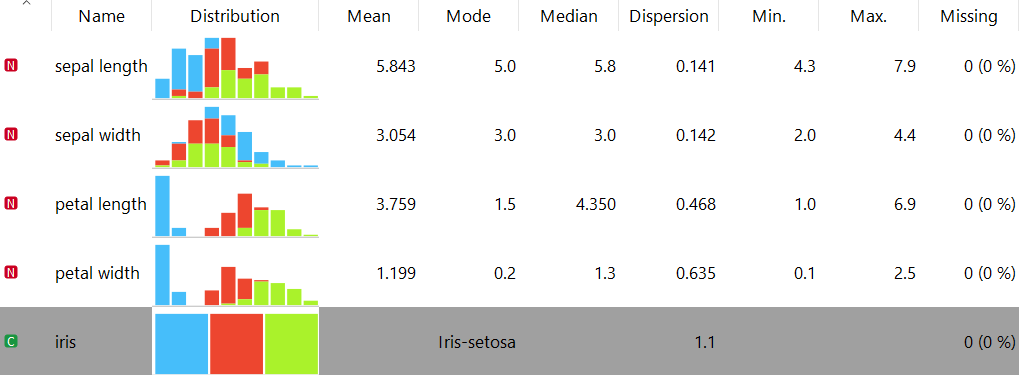 Name Distribution Mean Mode Median Dispersion Min. Max. Missing
N sepal length 5.843 5.0 5.8 0.141 4.3 7.9 0 (0 %)
N sepal width 3.054 3.0 3.0 0.142 2.0 4.4 0 (0 %)
N petal length 3.759 1.5 4.350 0.468 1.0 6.9 0 (0 %)
N petal width 1.199 0.2 1.3 0.635 0.1 2.5 0 (0 %)
C iris Iris-setosa 1.1 0 (0 %)